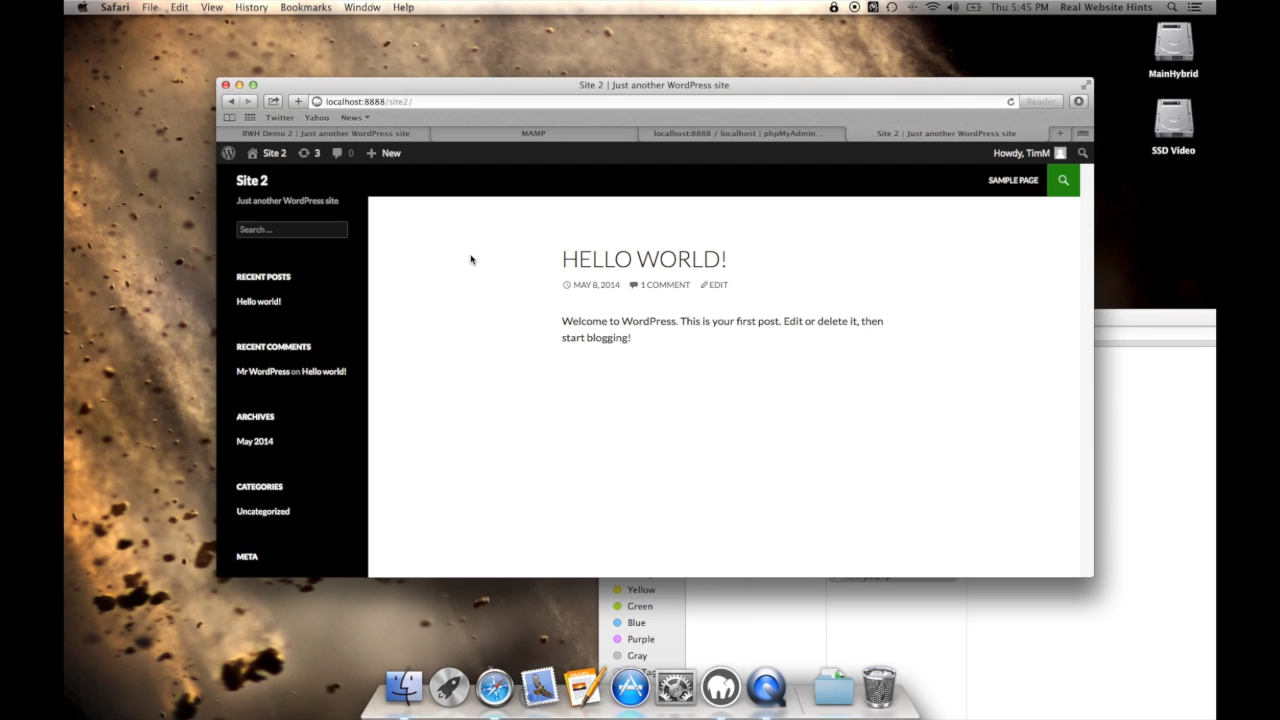 Safari File Edit View History Bookmarks Window Help Thu 5:45 PM Real Website Hints
MainHybrid
SSD Video
Site 2 | Just another WordPress site
localhost:8888/site2/ Reader
Twitter Yahoo News
RWH Demo 2 | Just another WordPress site MAMP localhost:8888 / localhost | phpMyAdmin... Site 2 | Just another WordPress site +
Site 2 3 0 + New Howdy, TimM
Site 2 SAMPLE PAGE
Just another WordPress site
Search ...
HELLO WORLD!
MAY 8, 2014 1 COMMENT EDIT
Welcome to WordPress. This is your first post. Edit or delete it, then
start blogging!
RECENT POSTS
Hello world!
RECENT COMMENTS
Mr WordPress on Hello world!
ARCHIVES
May 2014
CATEGORIES
Uncategorized
META
Yellow
Green
Blue
Purple
Gray